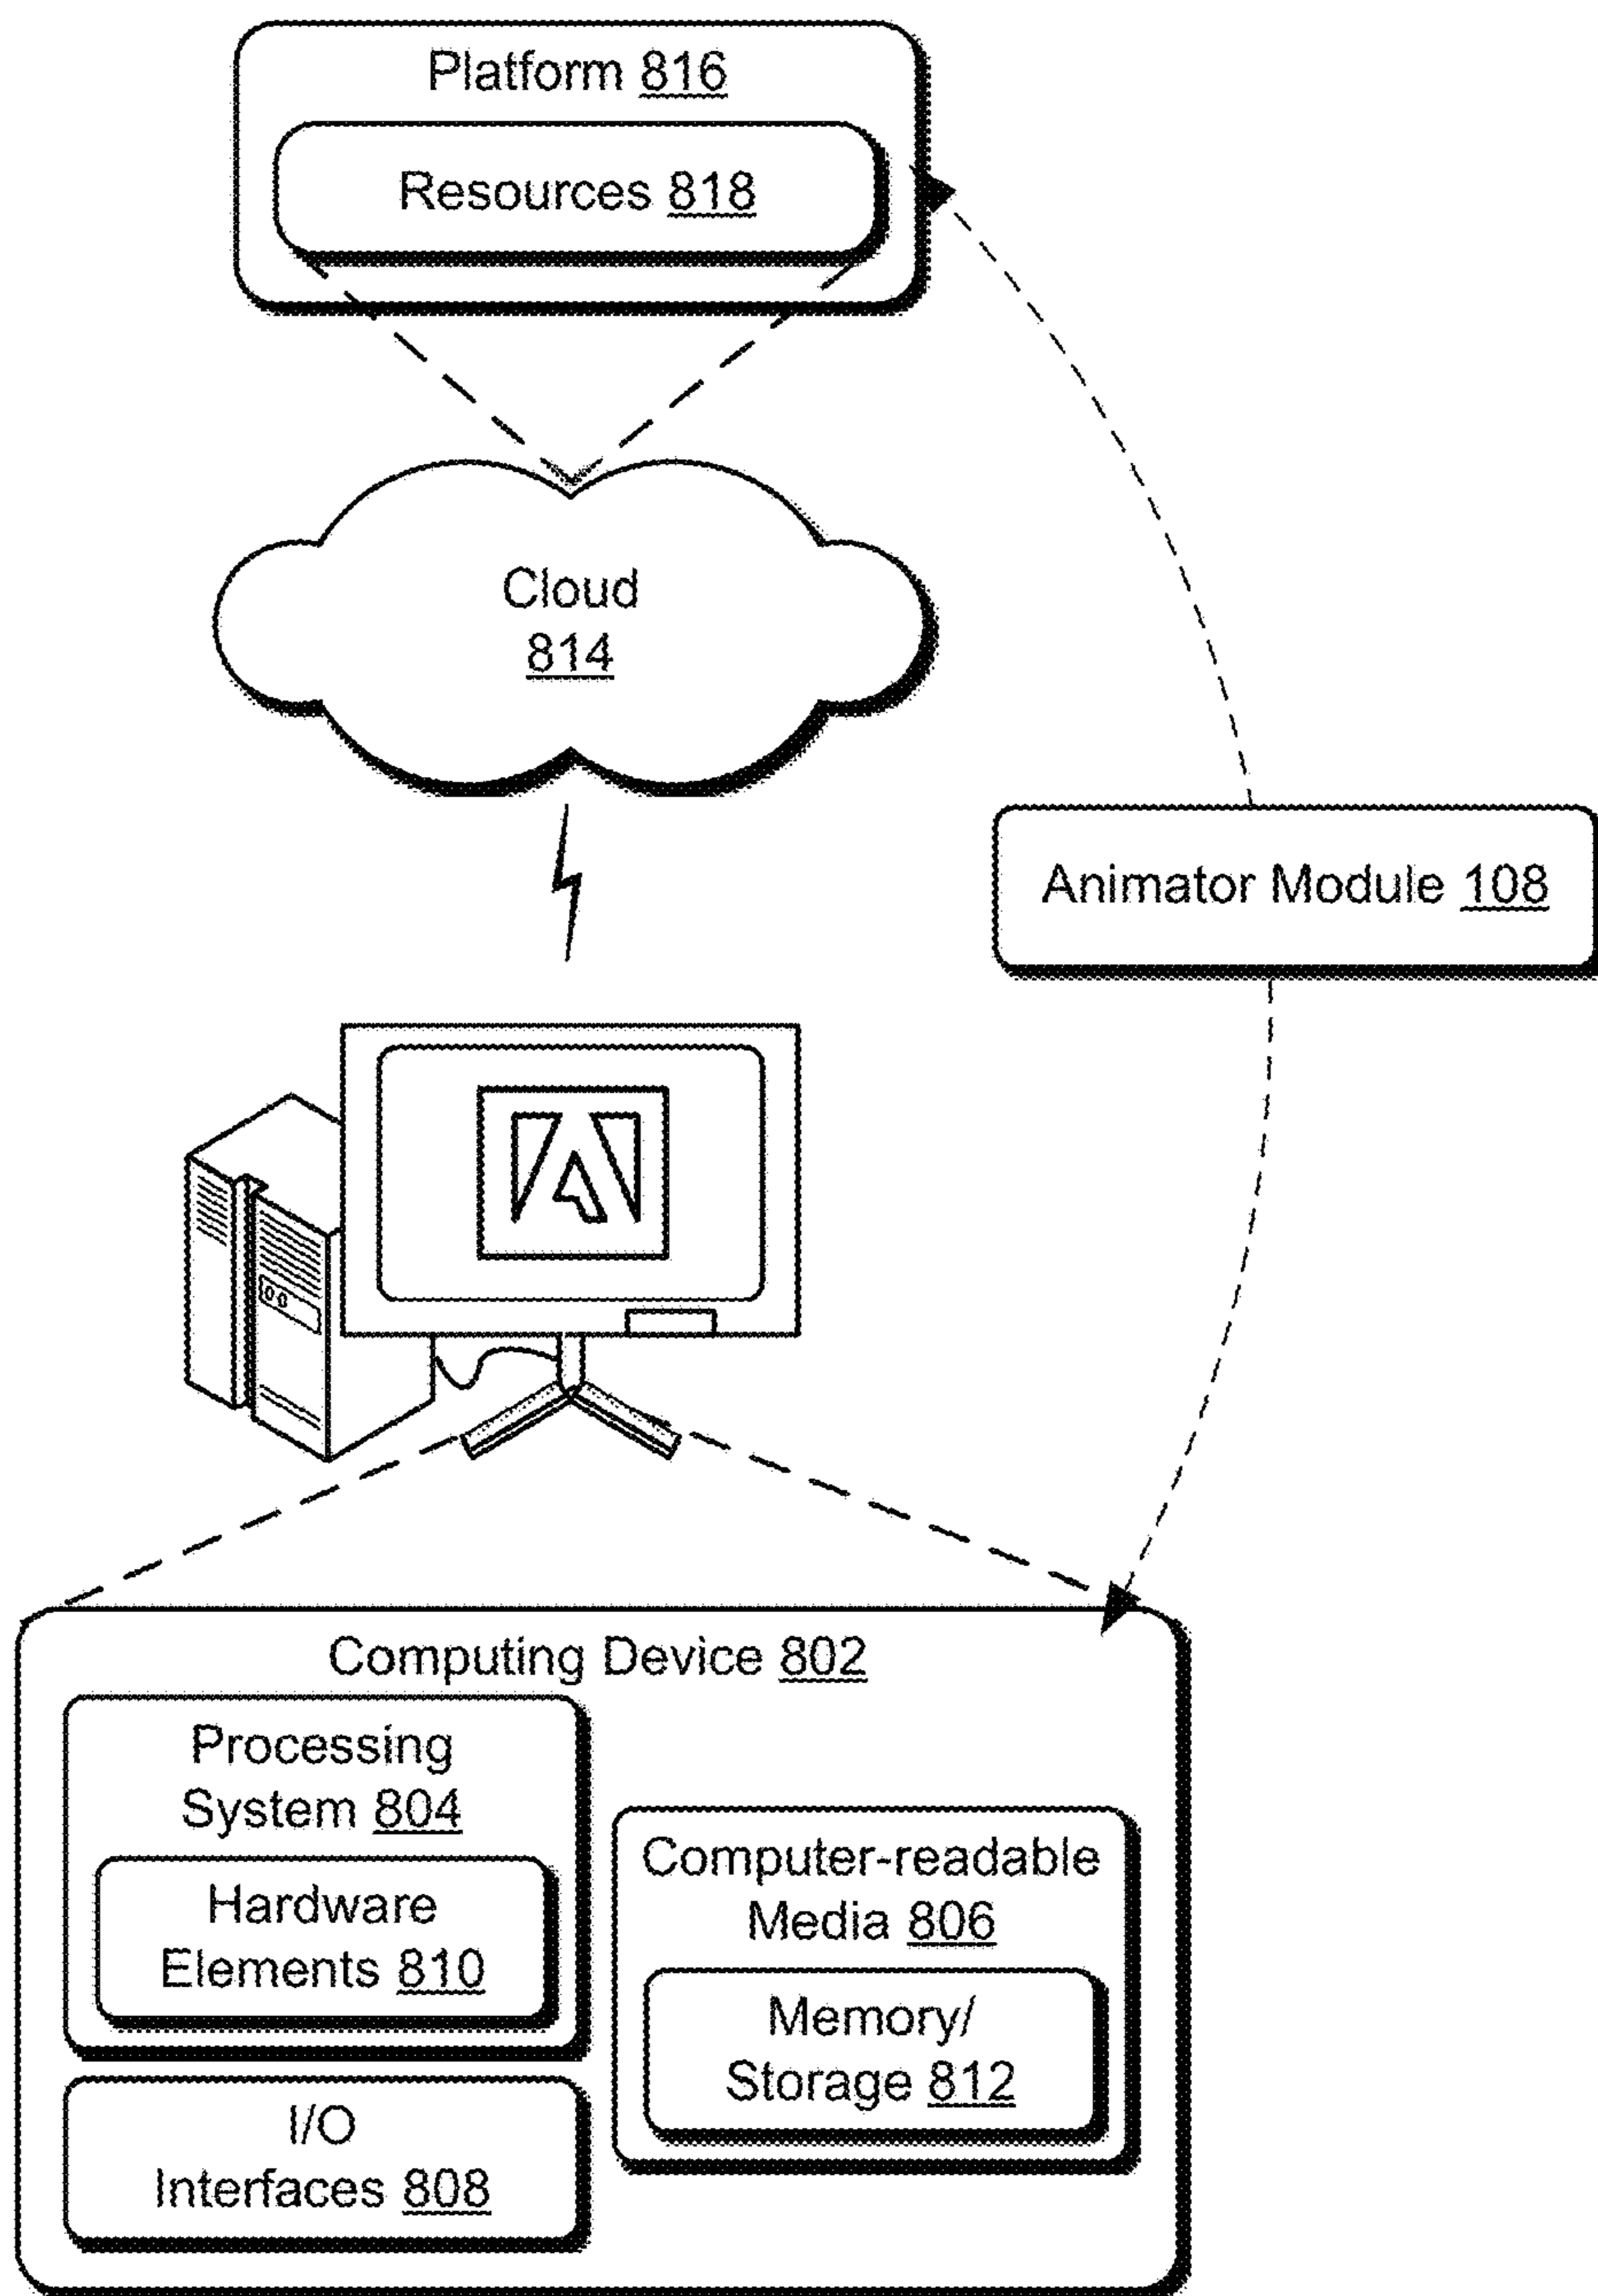 Platform 816
Resources 818
Cloud
814
Animator Module 108
Computing Device 802
Processing
System 804
Hardware
Elements 810
Computer-readable
Media 806
Memory/
Storage 812
I/O
Interfaces 808